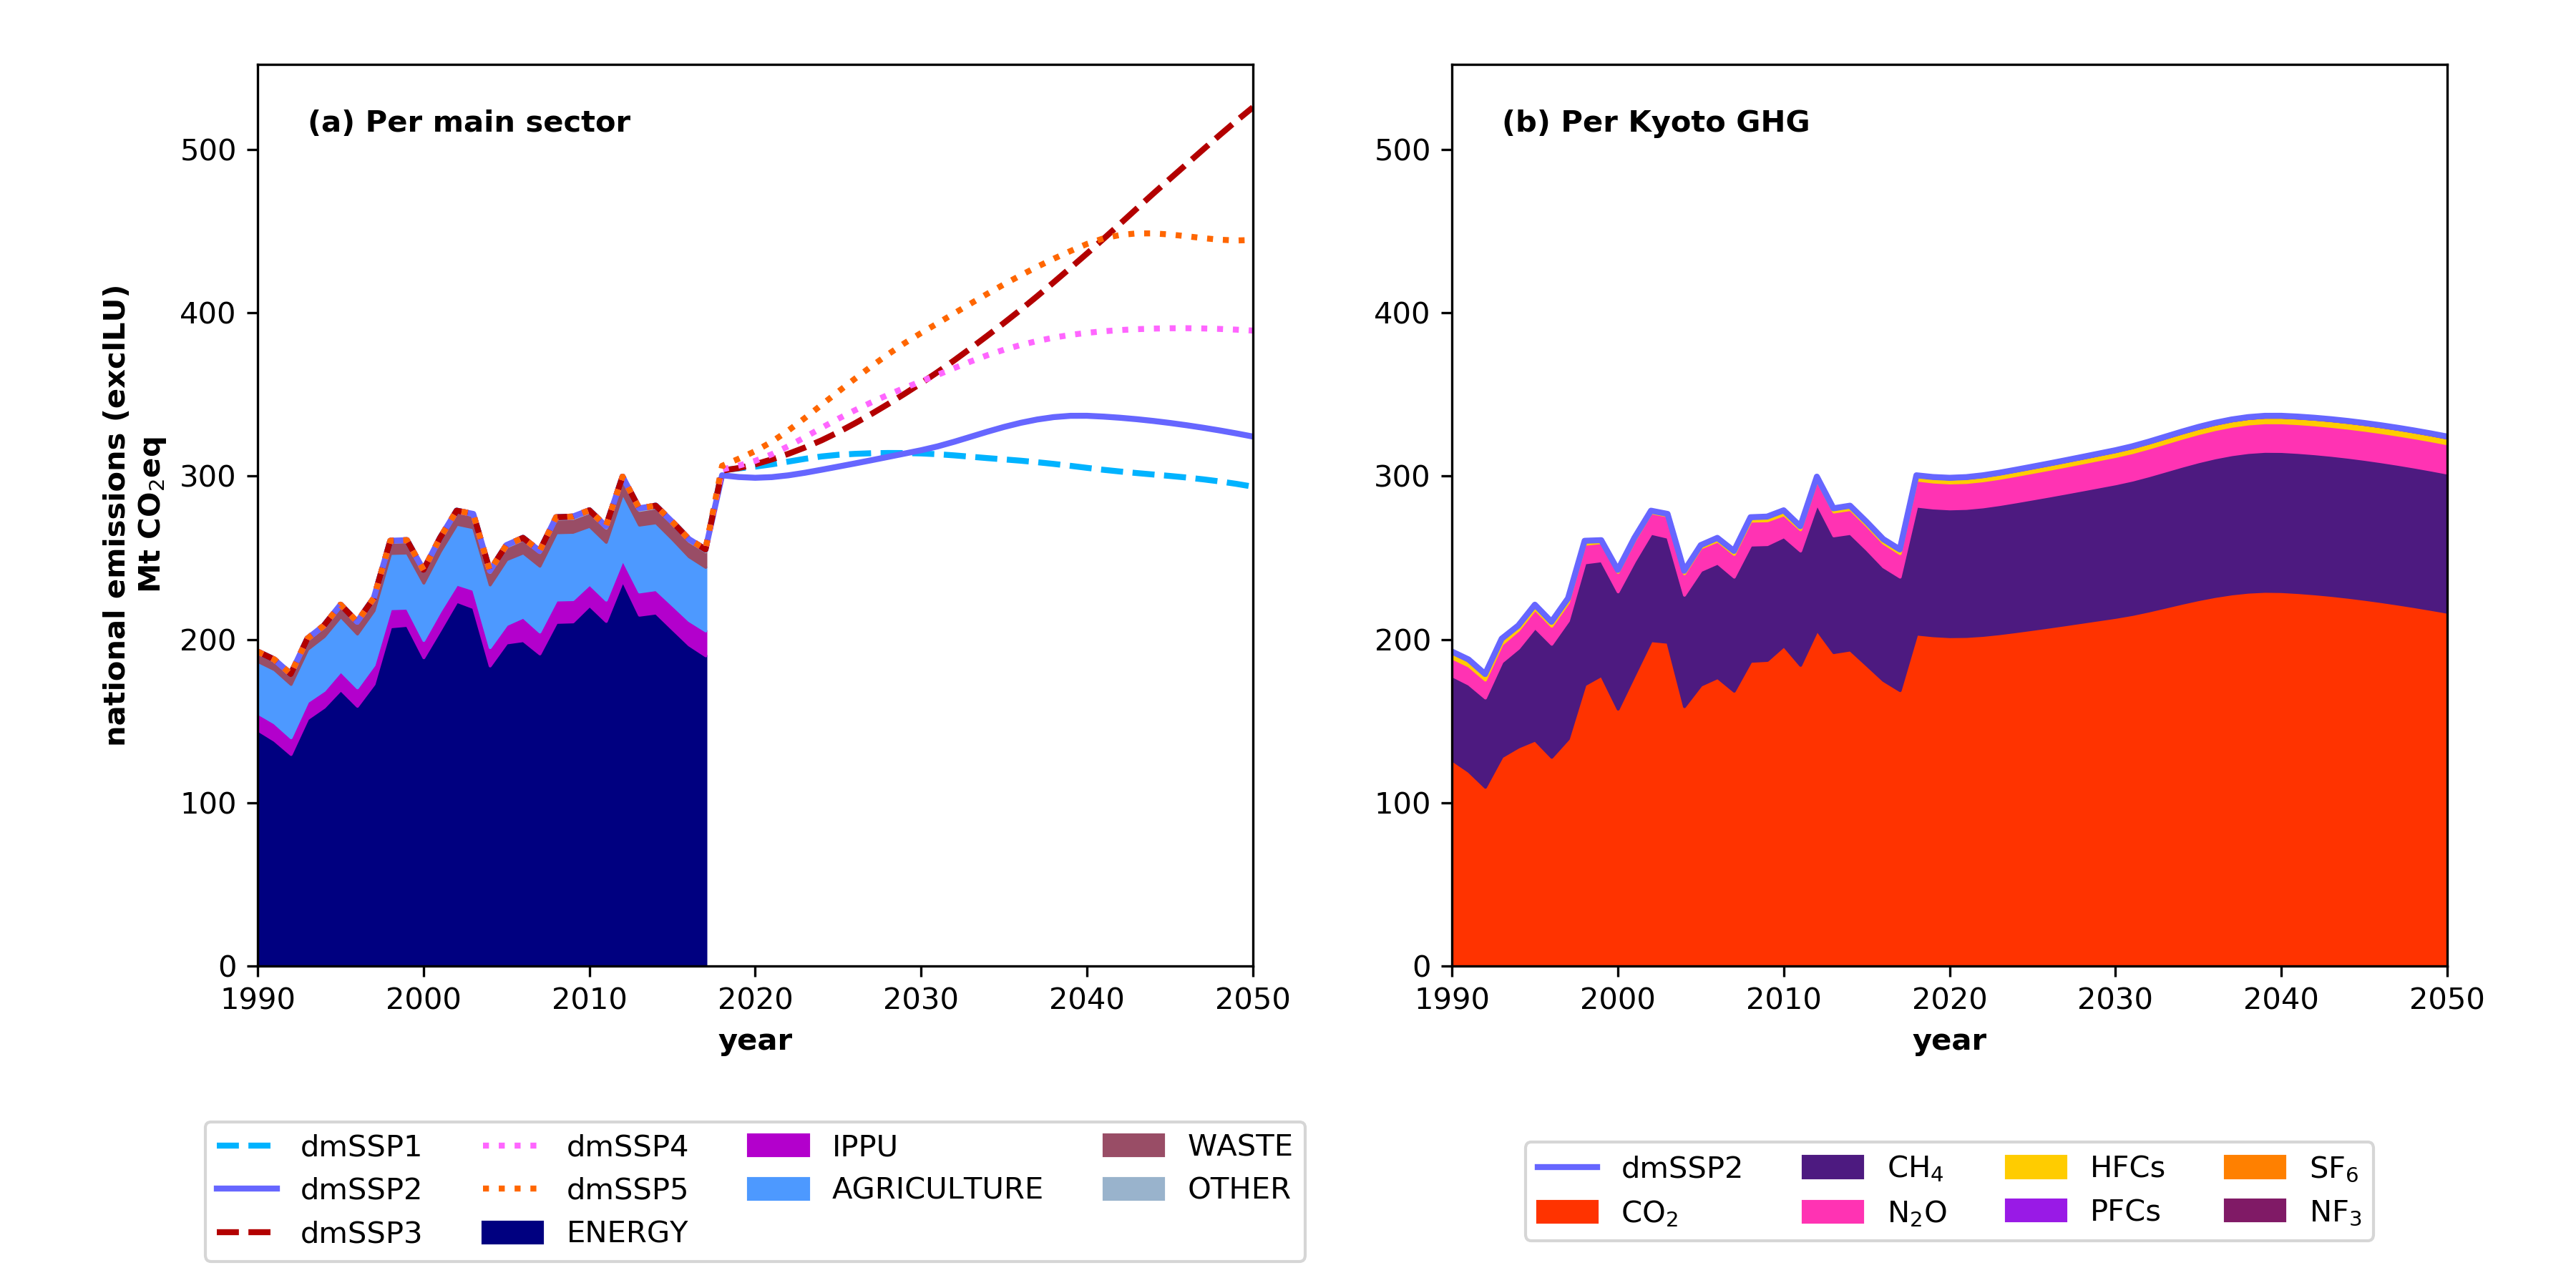 (a) Per main sector
500
400
300
200
100
0
national emissions (exclLU)
Mt CO₂eq
1990 2000 2010 2020 2030 2040 2050
year
dmSSP1 dmSSP4 IPPU WASTE
dmSSP2 dmSSP5 AGRICULTURE OTHER
dmSSP3 ENERGY
(b) Per Kyoto GHG
500
400
300
200
100
0
1990 2000 2010 2020 2030 2040 2050
year
dmSSP2 CH₄ HFCs SF₆
CO₂ N₂O PFCs NF₃